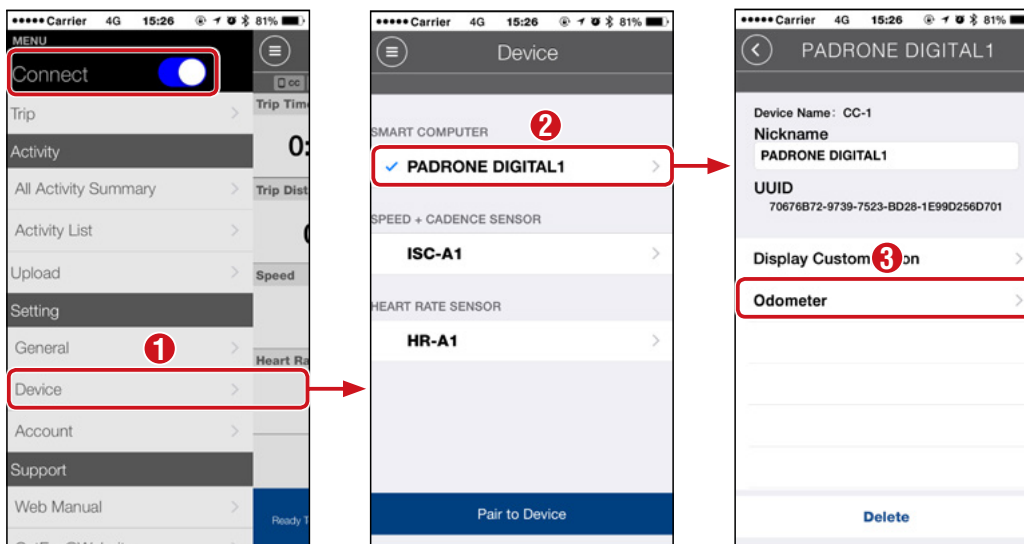 Carrier 4G 15:26 81%
MENU
Connect
Trip
Activity
All Activity Summary
Activity List
Upload
Setting
General
1
Device
Account
Support
Web Manual
CC
Trip Time
0:
Trip Dist
Speed
Heart Ra
Ready T
Carrier 4G 15:26 81%
Device
SMART COMPUTER
2
PADRONE DIGITAL1
SPEED + CADENCE SENSOR
ISC-A1
HEART RATE SENSOR
HR-A1
Pair to Device
Carrier 4G 15:26 81%
PADRONE DIGITAL1
Device Name: CC-1
Nickname
PADRONE DIGITAL1
UUID
70676B72-9739-7523-BD28-1E99D256D701
Display Custom on
3
Odometer
Delete